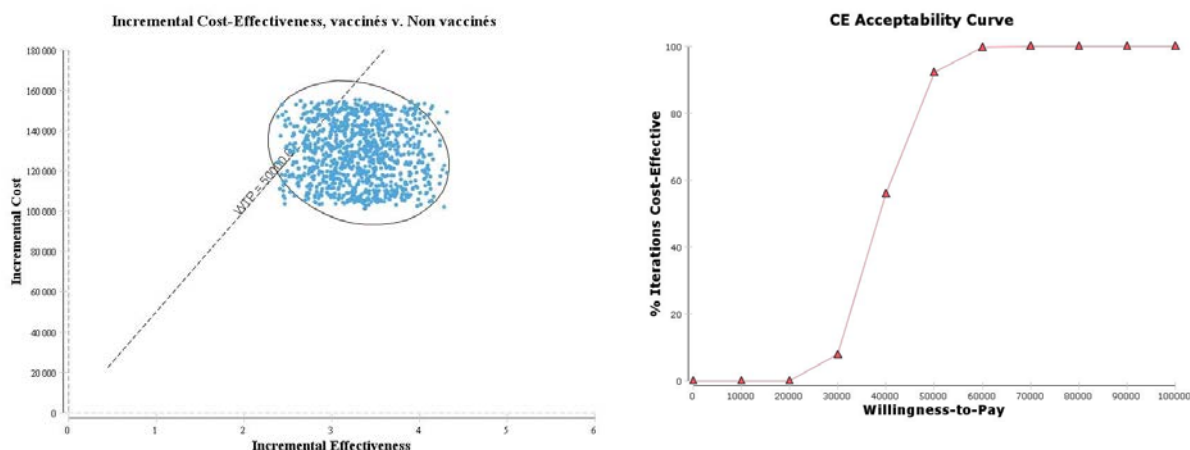 Incremental Cost-Effectiveness, vaccinés v. Non vaccinés
180 000
160 000
140 000
120 000
100 000
80 000
60 000
40 000
20 000
0
Incremental Cost
WTP = 50000,0
0 1 2 3 4 5 6
Incremental Effectiveness
CE Acceptability Curve
100
80
60
40
20
0
% Iterations Cost-Effective
0 10000 20000 30000 40000 50000 60000 70000 80000 90000 100000
Willingness-to-Pay